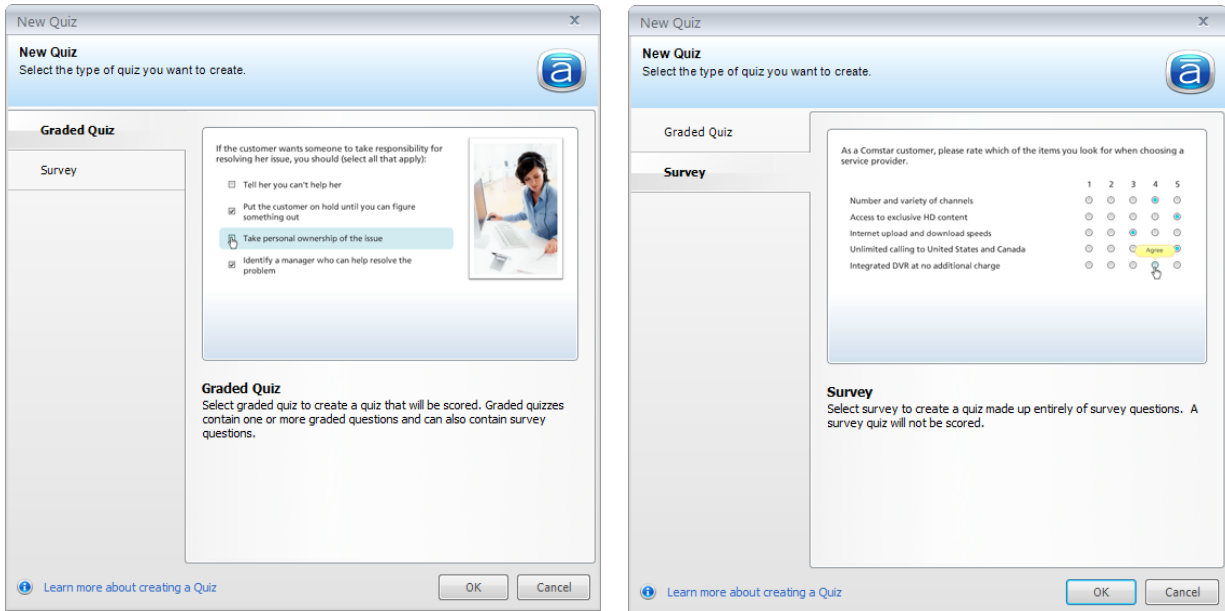 New Quiz
x
New Quiz
Select the type of quiz you want to create.
a
Graded Quiz
Survey
If the customer wants someone to take responsibility for
resolving her issue, you should (select all that apply):
Tell her you can't help her
Put the customer on hold until you can figure
something out
Take personal ownership of the issue
Identify a manager who can help resolve the
problem
Graded Quiz
Select graded quiz to create a quiz that will be scored. Graded quizzes
contain one or more graded questions and can also contain survey
questions.
Learn more about creating a Quiz
OK
Cancel
New Quiz
x
New Quiz
Select the type of quiz you want to create.
a
Graded Quiz
Survey
As a Comstar customer, please rate which of the items you look for when choosing a
service provider.
1 2 3 4 5
Number and variety of channels
Access to exclusive HD content
Internet upload and download speeds
Unlimited calling to United States and Canada
Agree
Integrated DVR at no additional charge
Survey
Select survey to create a quiz made up entirely of survey questions. A
survey quiz will not be scored.
Learn more about creating a Quiz
OK
Cancel